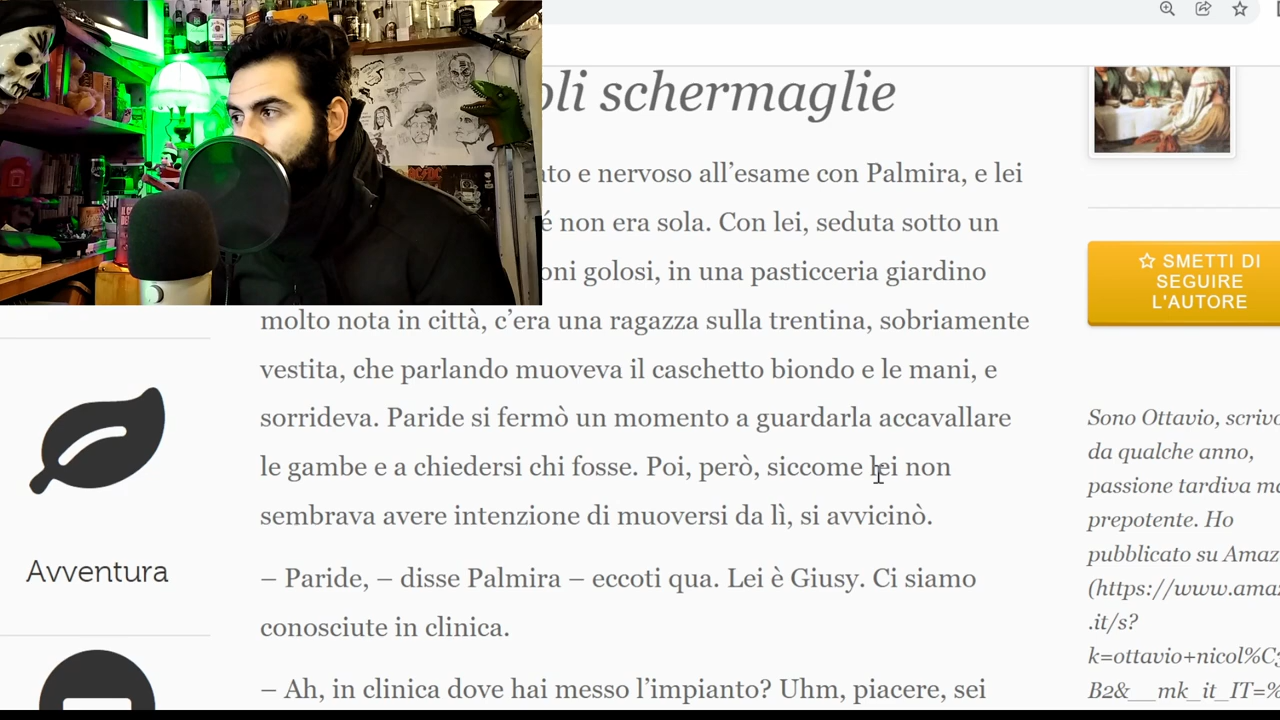 oli schermaglie
ato e nervoso all’esame con Palmira, e lei
é non era sola. Con lei, seduta sotto un
oni golosi, in una pasticceria giardino
molto nota in città, c’era una ragazza sulla trentina, sobriamente
vestita, che parlando muoveva il caschetto biondo e le mani, e
sorrideva. Paride si fermò un momento a guardarla accavallare
le gambe e a chiedersi chi fosse. Poi, però, siccome lei non
sembrava avere intenzione di muoversi da lì, si avvicinò.
– Paride, – disse Palmira – eccoti qua. Lei è Giusy. Ci siamo
conosciute in clinica.
– Ah, in clinica dove hai messo l’impianto? Uhm, piacere, sei
Avventura
SMETTI DI
SEGUIRE
L'AUTORE
Sono Ottavio, scrivo
da qualche anno,
passione tardiva ma
prepotente. Ho
pubblicato su Amaz
(https://www.ama
.it/s?
k=ottavio+nicol%C3
B2&__mk_it_IT=%
AC/DC